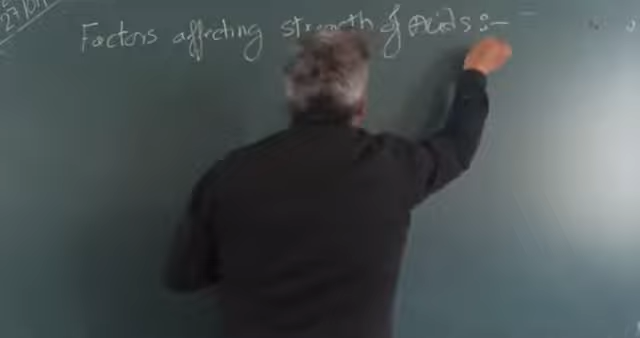 Factors affecting strength of Acids :-